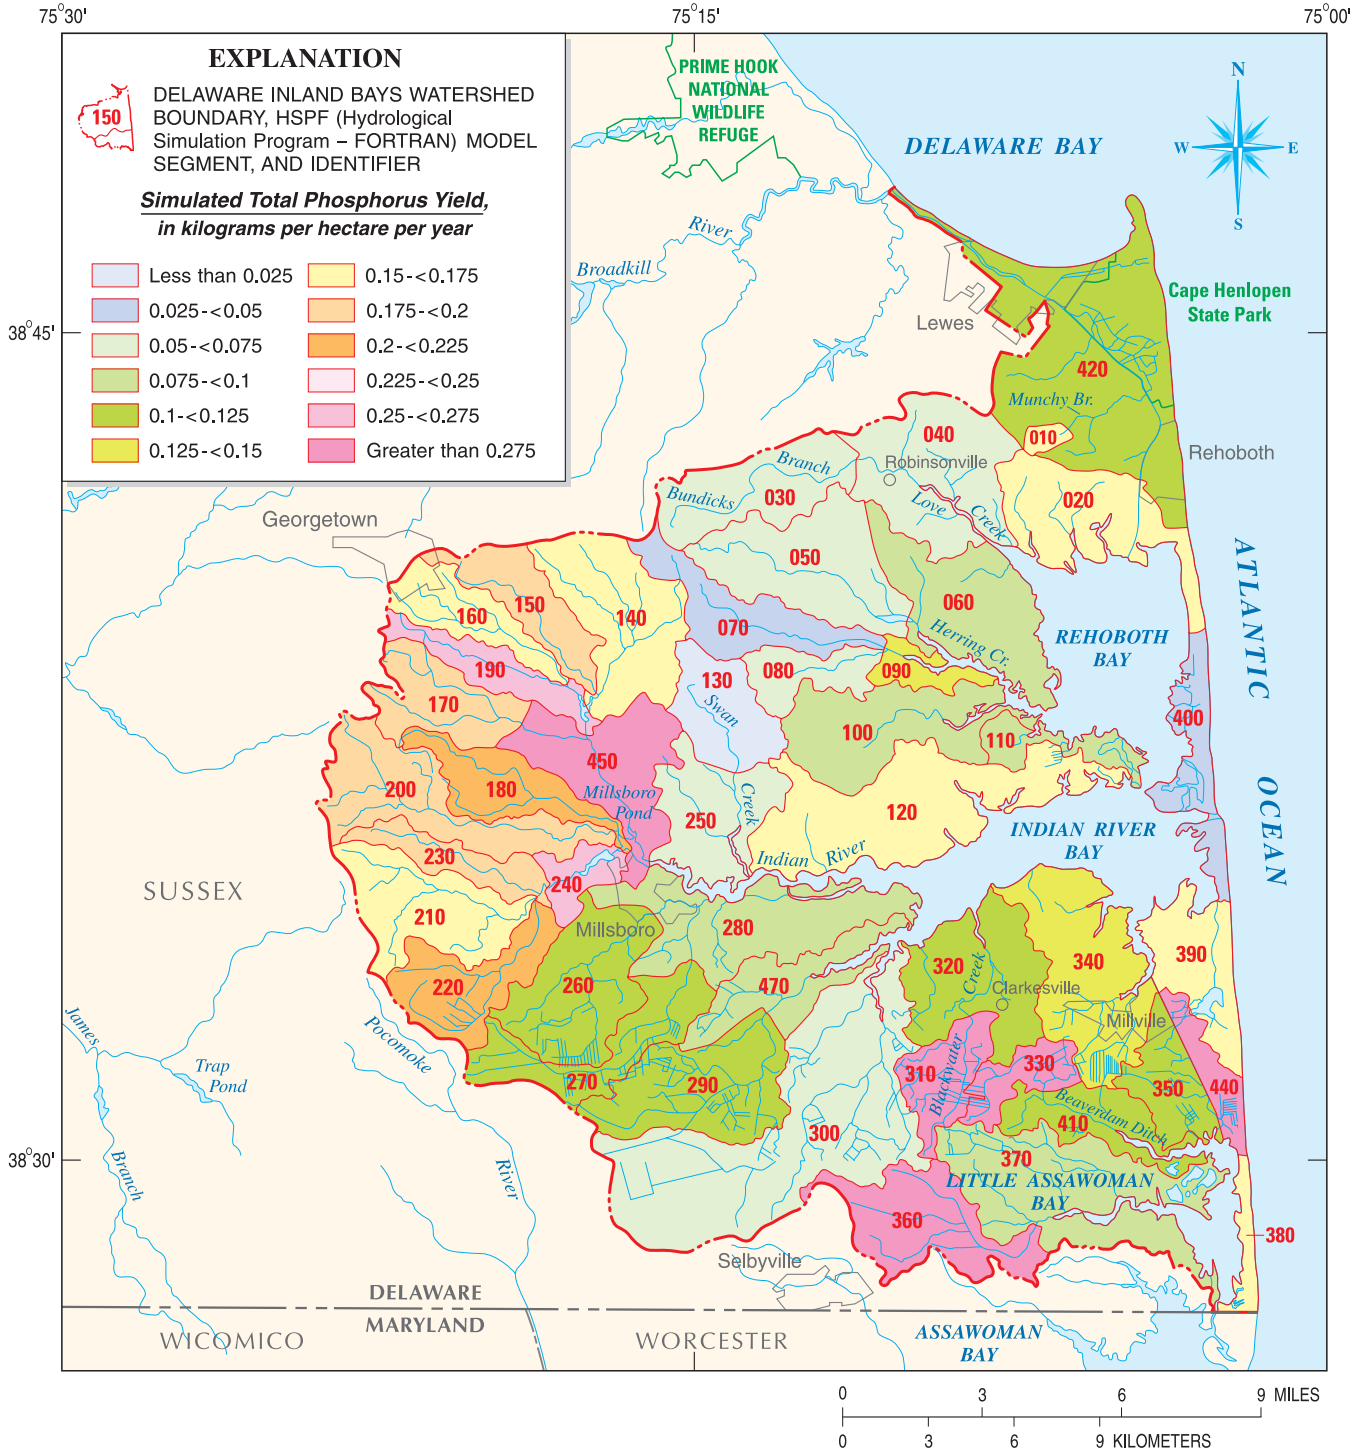 75°30'
75°15'
75°00'
EXPLANATION
150
DELAWARE INLAND BAYS WATERSHED
BOUNDARY, HSPF (Hydrological
Simulation Program – FORTRAN) MODEL
SEGMENT, AND IDENTIFIER
Simulated Total Phosphorus Yield,
in kilograms per hectare per year
Less than 0.025
0.025-<0.05
0.05-<0.075
0.075-<0.1
0.1-<0.125
0.125-<0.15
0.15-<0.175
0.175-<0.2
0.2-<0.225
0.225-<0.25
0.25-<0.275
Greater than 0.275
PRIME HOOK
NATIONAL
WILDLIFE
REFUGE
DELAWARE BAY
N
W
E
S
River
Broadkill
Cape Henlopen
State Park
Lewes
38°45'
420
Munchy Br.
010
040
Rehoboth
Robinsonville
Branch
Bundicks
030
Love
Creek
020
Georgetown
050
ATLANTIC
OCEAN
150
160
140
060
070
Herring Cr.
REHOBOTH
BAY
190
130
080
090
170
Swan
Creek
400
100
110
450
200
180
Millsboro
Pond
250
120
INDIAN RIVER
BAY
230
Indian
River
240
SUSSEX
210
Millsboro
280
390
320
Creek
340
220
260
470
Clarkesville
James
Branch
Pocomoke
River
Millville
Trap
Pond
270
290
310
Blackwater
330
350
440
Beaverdam Ditch
410
300
38°30'
370
LITTLE ASSAWOMAN
BAY
360
380
Selbyville
DELAWARE
MARYLAND
WICOMICO
WORCESTER
ASSAWOMAN
BAY
0
3
6
9 MILES
0
3
6
9 KILOMETERS